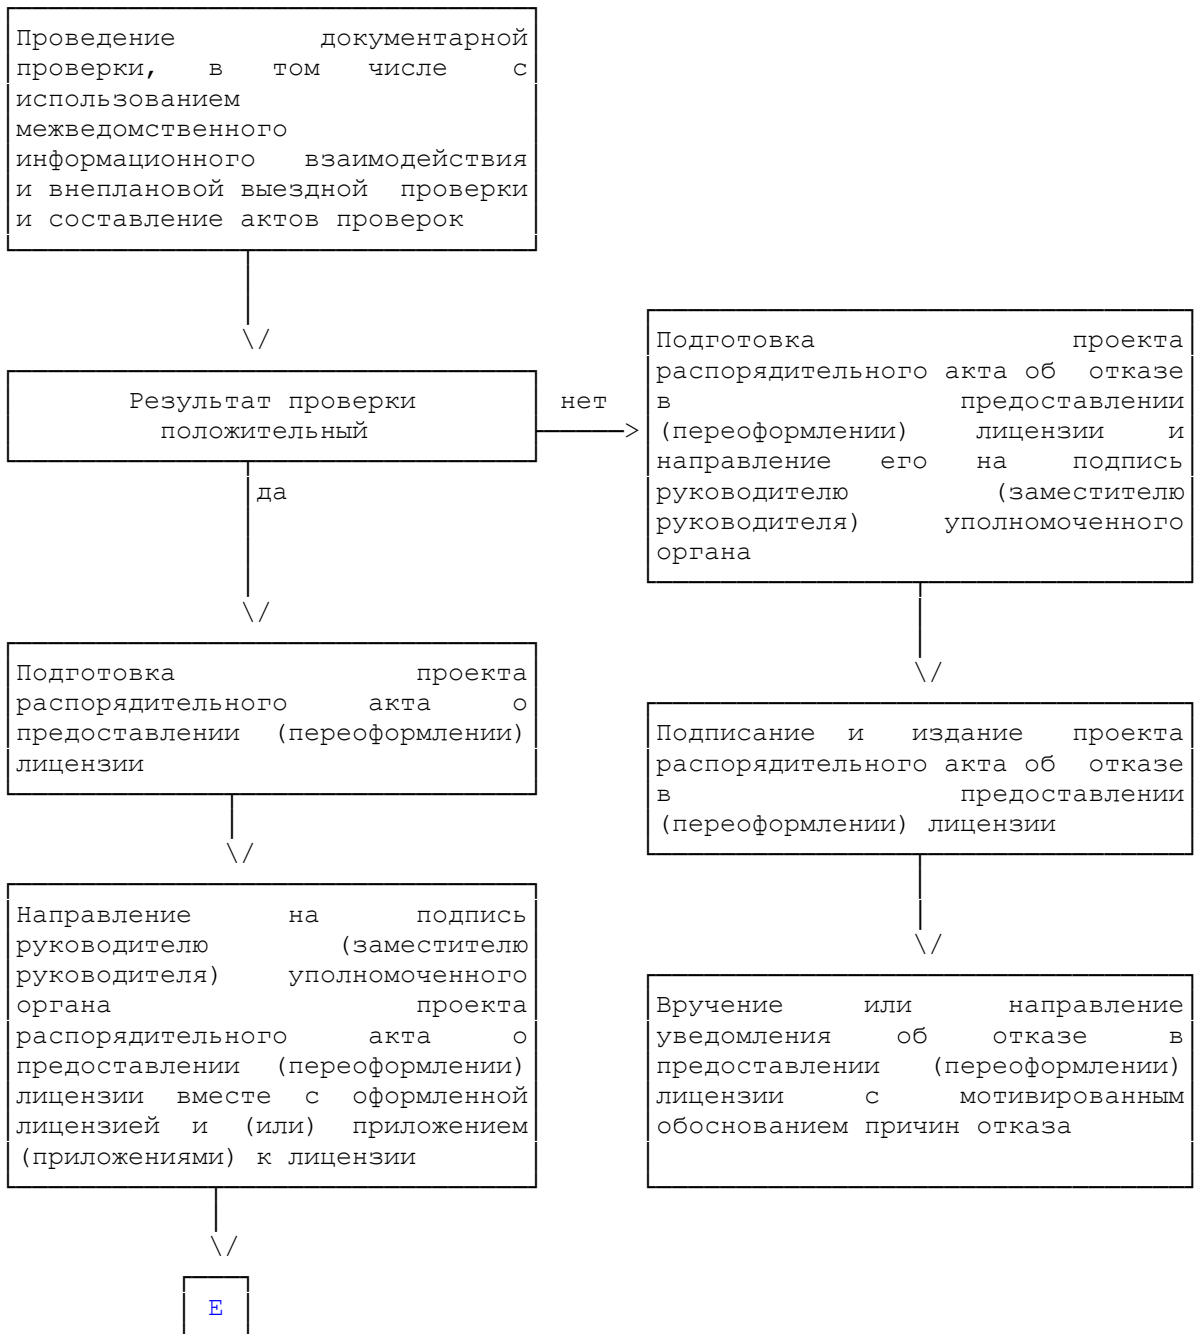 Проведение документарной
проверки, в том числе с
использованием
межведомственного
информационного взаимодействия
и внеплановой выездной проверки
и составление актов проверок
Результат проверки
положительный
нет
да
Подготовка проекта
распорядительного акта об отказе
в предоставлении
(переоформлении) лицензии и
направление его на подпись
руководителю (заместителю
руководителя) уполномоченного
органа
Подготовка проекта
распорядительного акта о
предоставлении (переоформлении)
лицензии
Подписание и издание проекта
распорядительного акта об отказе
в предоставлении
(переоформлении) лицензии
Направление на подпись
руководителю (заместителю
руководителя) уполномоченного
органа проекта
распорядительного акта о
предоставлении (переоформлении)
лицензии вместе с оформленной
лицензией и (или) приложением
(приложениями) к лицензии
Вручение или направление
уведомления об отказе в
предоставлении (переоформлении)
лицензии с мотивированным
обоснованием причин отказа
Е